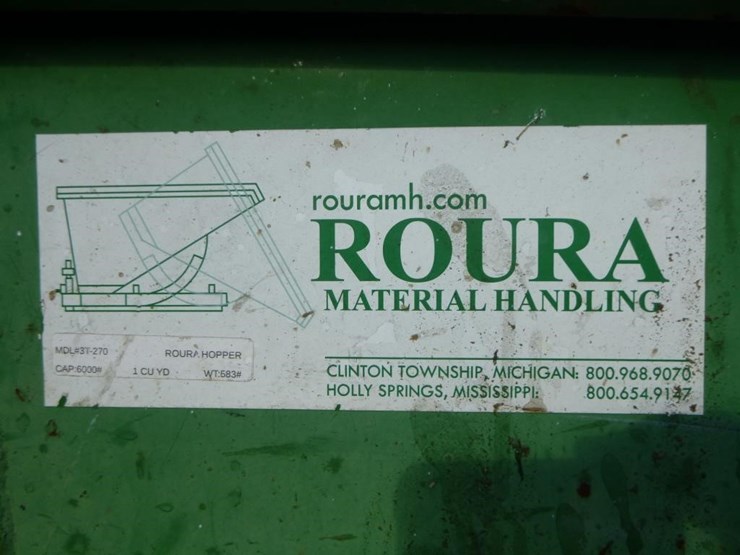 rouramh.com
ROURA
MATERIAL HANDLING
MDL#3T-270 ROURA HOPPER
CAP:6000# 1 CU YD WT:683#
CLINTON TOWNSHIP, MICHIGAN: 800.968.9070
HOLLY SPRINGS, MISSISSIPPI: 800.654.9147